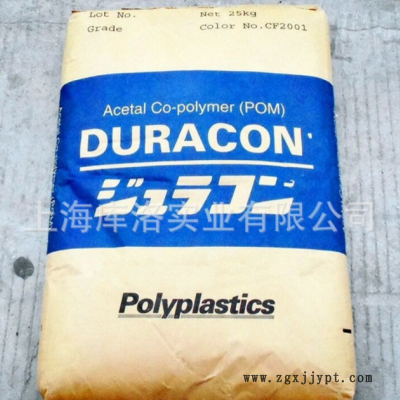 Lot No. Net 25kg
Grade Color No.CF2001
Acetal Co-polymer (POM)
DURACON
ジュラコン
上海库洛实业有限公司
Polyplastics
www.zgxjjypt.com